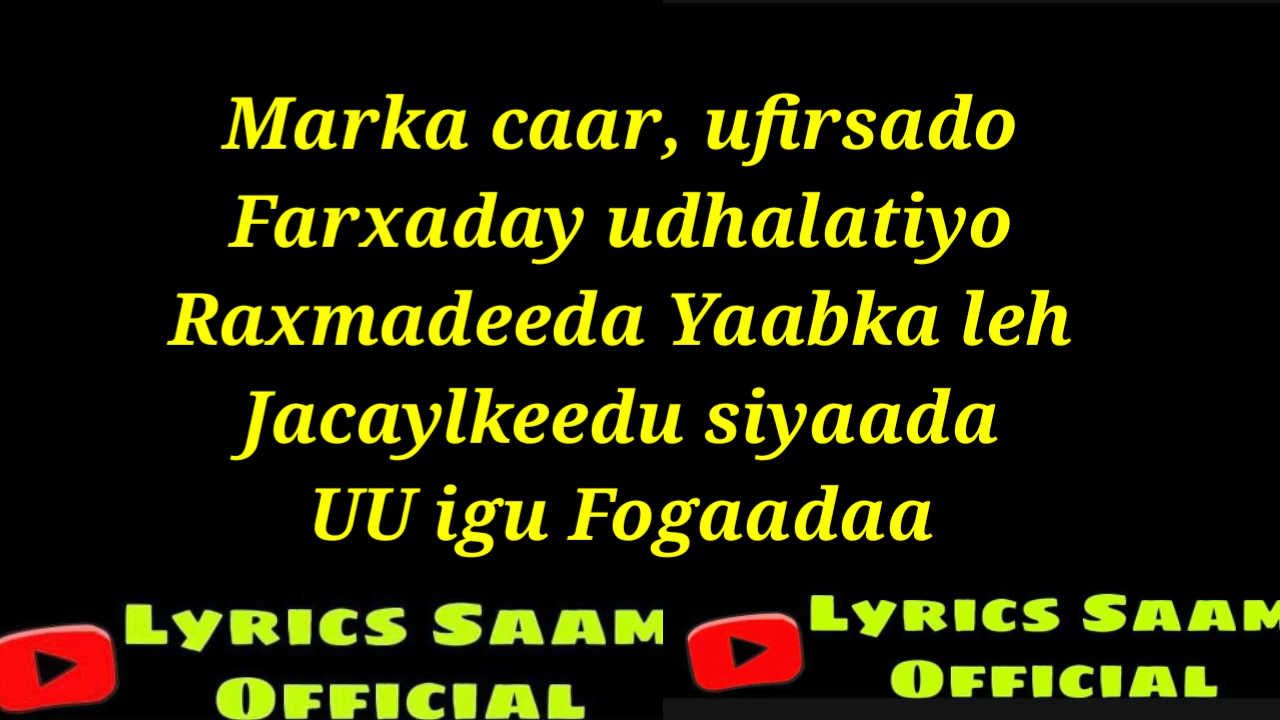 Marka caar, ufirsado
Farxaday udhalatiyo
Raxmadeeda Yaabka leh
Jacaylkeedu siyaada
UU igu Fogaadaa
Lyrics Saam
Official
Lyrics Saam
Official